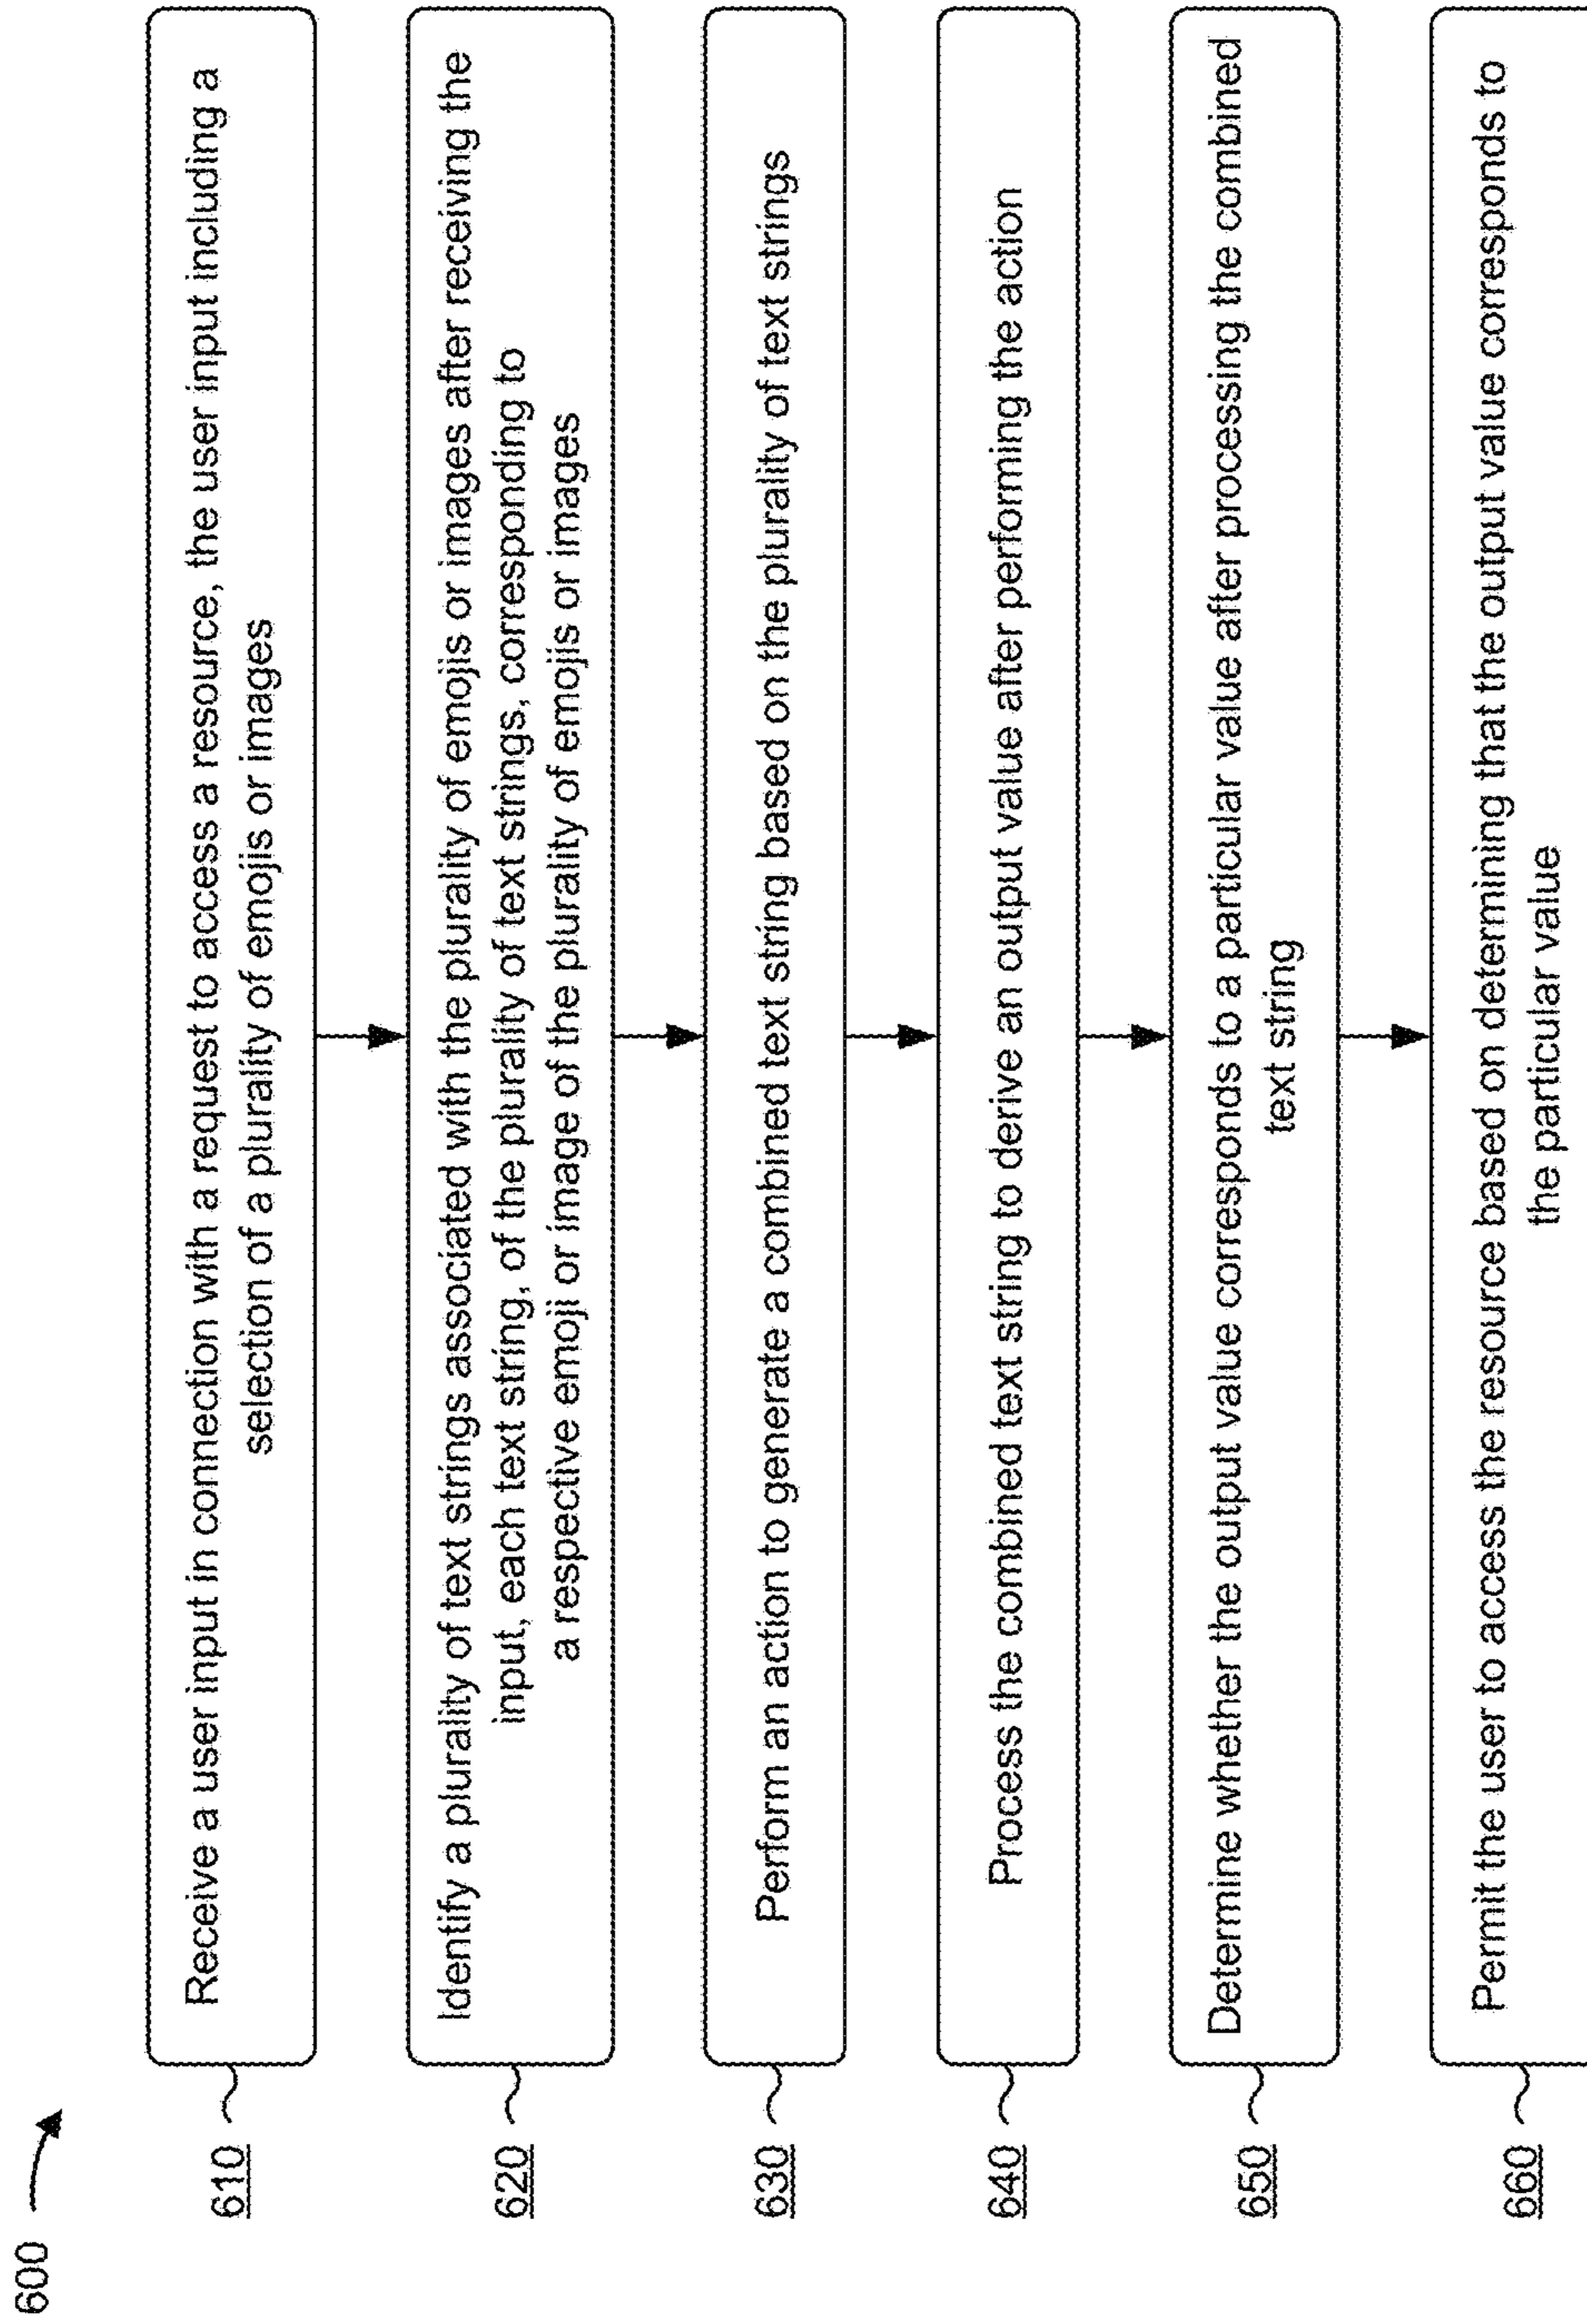 600
610
Receive a user input in connection with a request to access a resource, the user input including a
selection of a plurality of emojis or images
620
Identify a plurality of text strings associated with the plurality of emojis or images after receiving the
input, each text string, of the plurality of text strings, corresponding to
a respective emoji or image of the plurality of emojis or images
630
Perform an action to generate a combined text string based on the plurality of text strings
640
Process the combined text string to derive an output value after performing the action
650
Determine whether the output value corresponds to a particular value after processing the combined
text string
660
Permit the user to access the resource based on determining that the output value corresponds to
the particular value